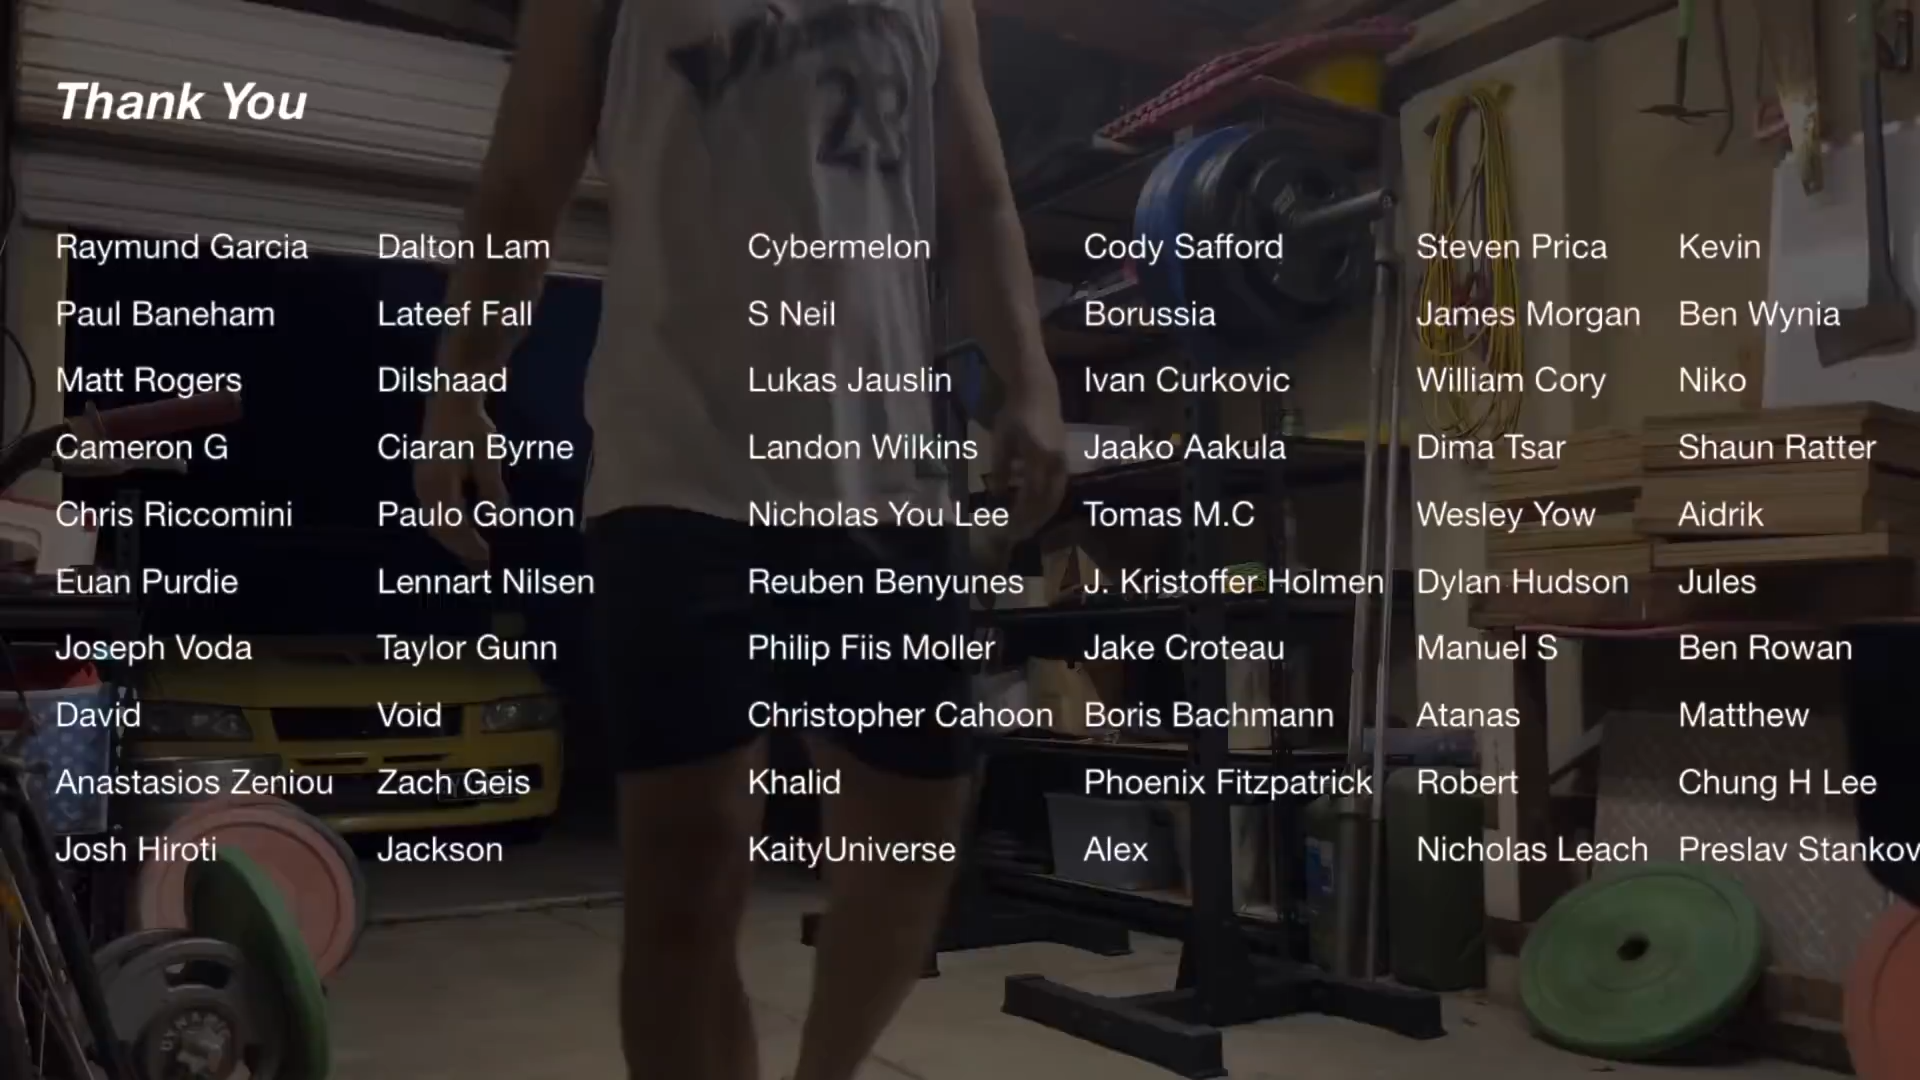 Thank You
Raymund Garcia Dalton Lam Cybermelon Cody Safford Steven Prica Kevin
Paul Baneham Lateef Fall S Neil Borussia James Morgan Ben Wynia
Matt Rogers Dilshaad Lukas Jauslin Ivan Curkovic William Cory Niko
Cameron G Ciaran Byrne Landon Wilkins Jaako Aakula Dima Tsar Shaun Ratter
Chris Riccomini Paulo Gonon Nicholas You Lee Tomas M.C Wesley Yow Aidrik
Euan Purdie Lennart Nilsen Reuben Benyunes J. Kristoffer Holmen Dylan Hudson Jules
Joseph Voda Taylor Gunn Philip Fiis Moller Jake Croteau Manuel S Ben Rowan
David Void Christopher Cahoon Boris Bachmann Atanas Matthew
Anastasios Zeniou Zach Geis Khalid Phoenix Fitzpatrick Robert Chung H Lee
Josh Hiroti Jackson KaityUniverse Alex Nicholas Leach Preslav Stankov
23